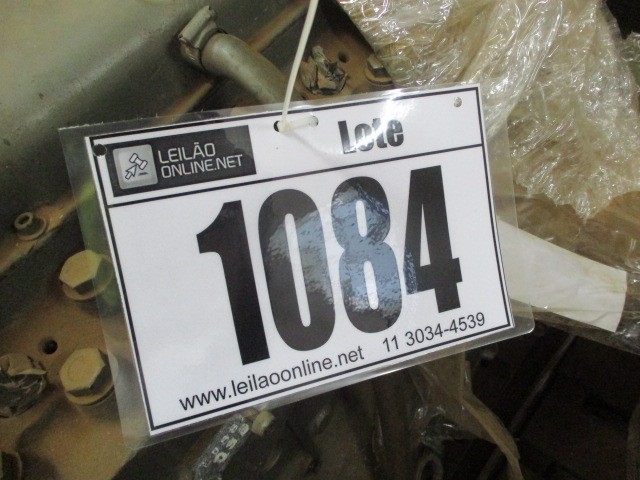 LEILÃO
ONLINE.NET
Lote
1084
www.leilaoonline.net 11 3034-4539